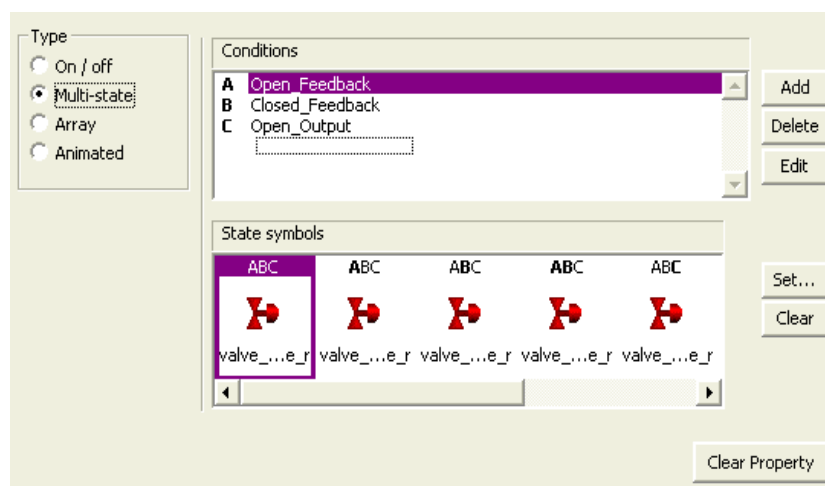 Type
On / off
Multi-state
Array
Animated
Conditions
A Open_Feedback
B Closed_Feedback
C Open_Output
Add
Delete
Edit
State symbols
ABC ABC ABC ABC ABC
valve_...e_r valve_...e_r valve_...e_r valve_...e_r valve_...e_r
Set...
Clear
Clear Property